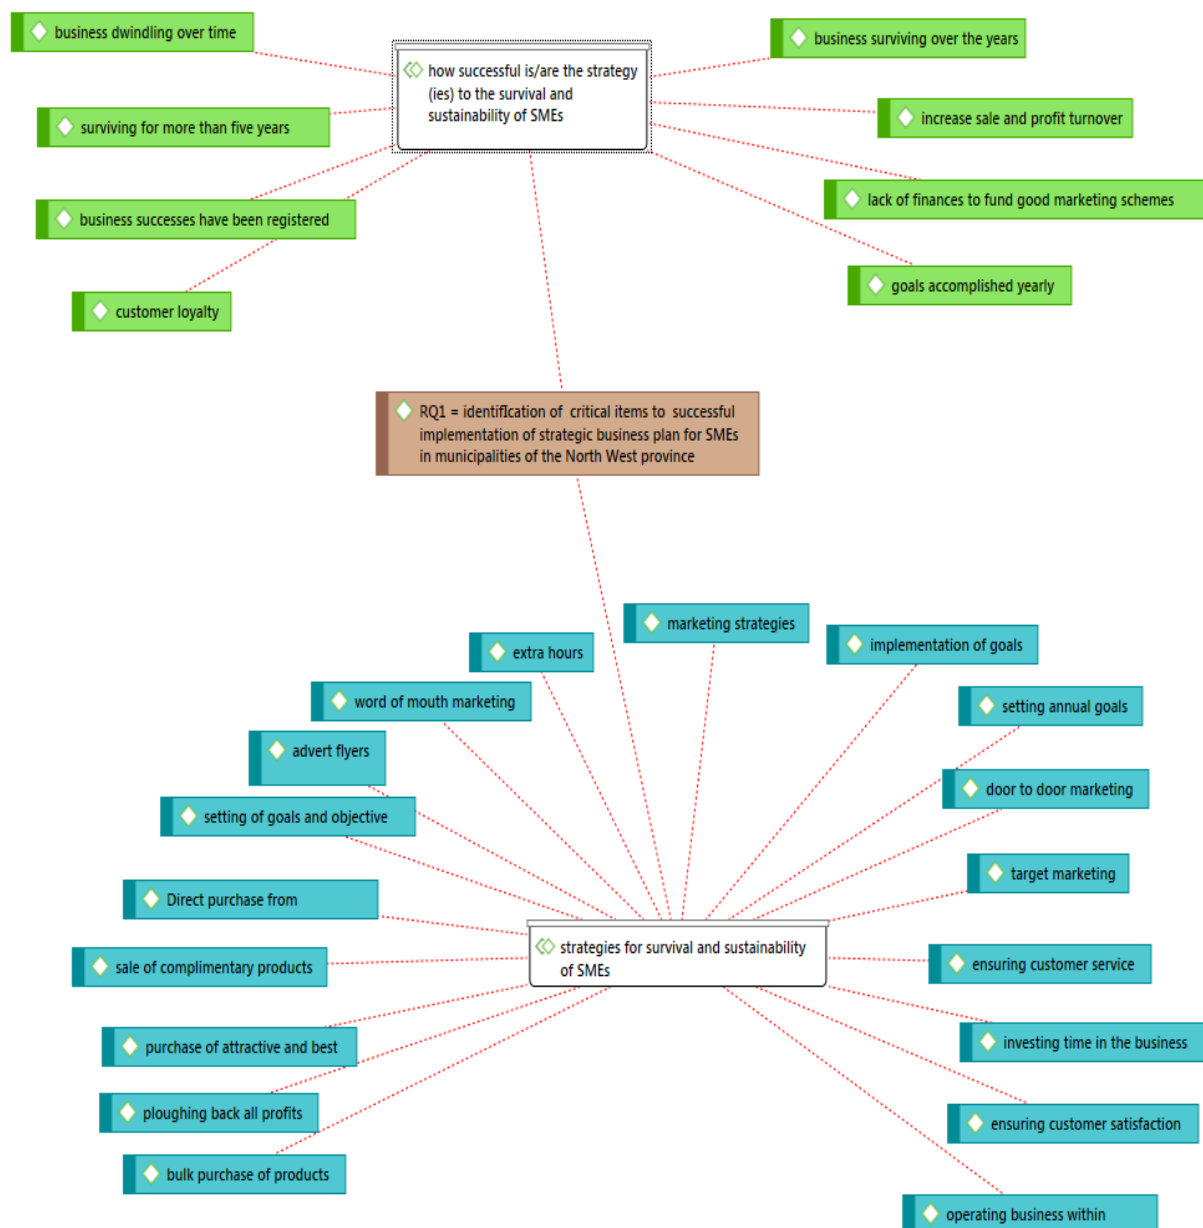 business dwindling over time
how successful is/are the strategy
(ies) to the survival and
sustainability of SMEs
business surviving over the years
surviving for more than five years
increase sale and profit turnover
business successes have been registered
lack of finances to fund good marketing schemes
customer loyalty
goals accomplished yearly
RQ1 = identification of critical items to successful
implementation of strategic business plan for SMEs
in municipalities of the North West province
marketing strategies
extra hours
implementation of goals
word of mouth marketing
setting annual goals
advert flyers
door to door marketing
setting of goals and objective
target marketing
Direct purchase from
strategies for survival and sustainability
of SMEs
sale of complimentary products
ensuring customer service
purchase of attractive and best
investing time in the business
ploughing back all profits
ensuring customer satisfaction
bulk purchase of products
operating business within